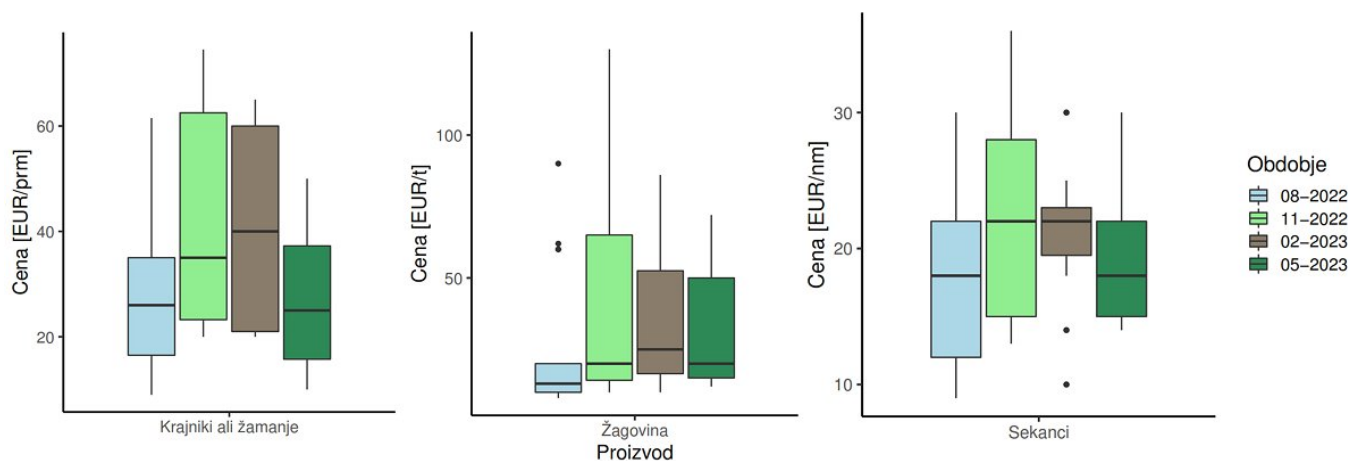 Cena [EUR/prm]
60
40
20
Krajniki ali žamanje
Cena [EUR/t]
100
50
Žagovina
Proizvod
Cena [EUR/nm]
30
20
10
Sekanci
Obdobje
08-2022
11-2022
02-2023
05-2023